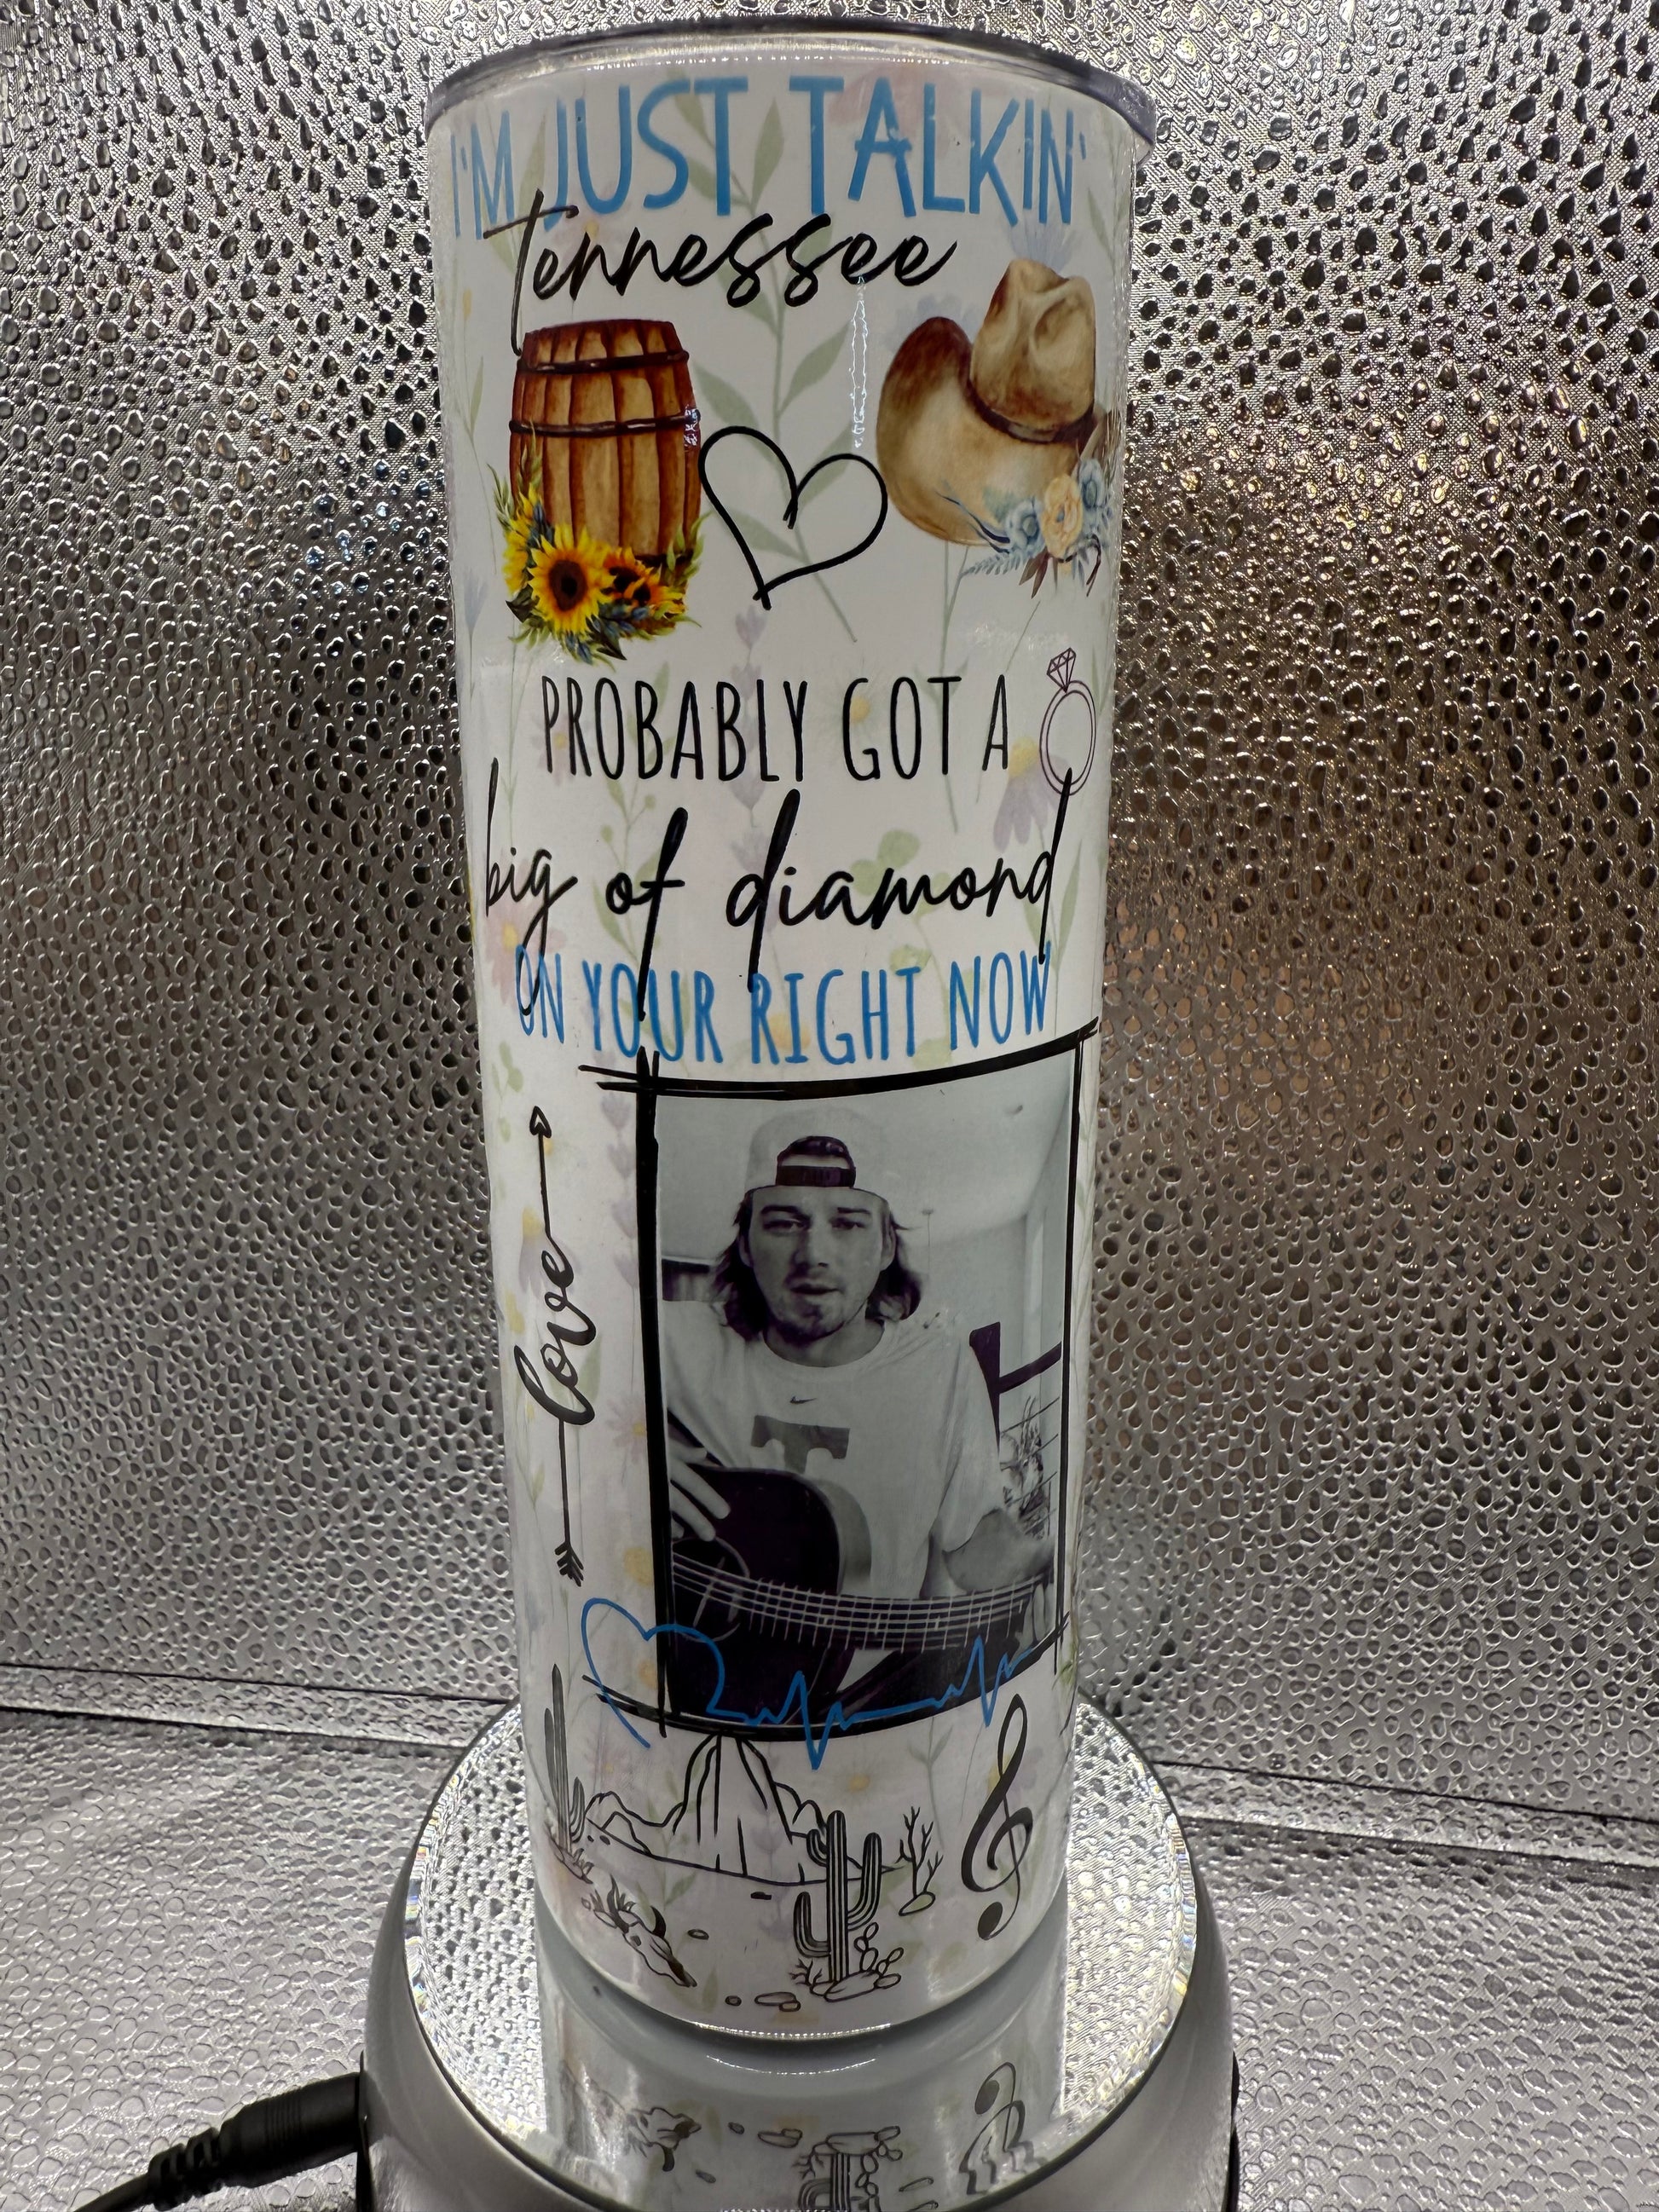 I'M JUST TALKIN'
tennessee
PROBABLY GOT A
big of diamond
ON YOUR RIGHT NOW
love
T